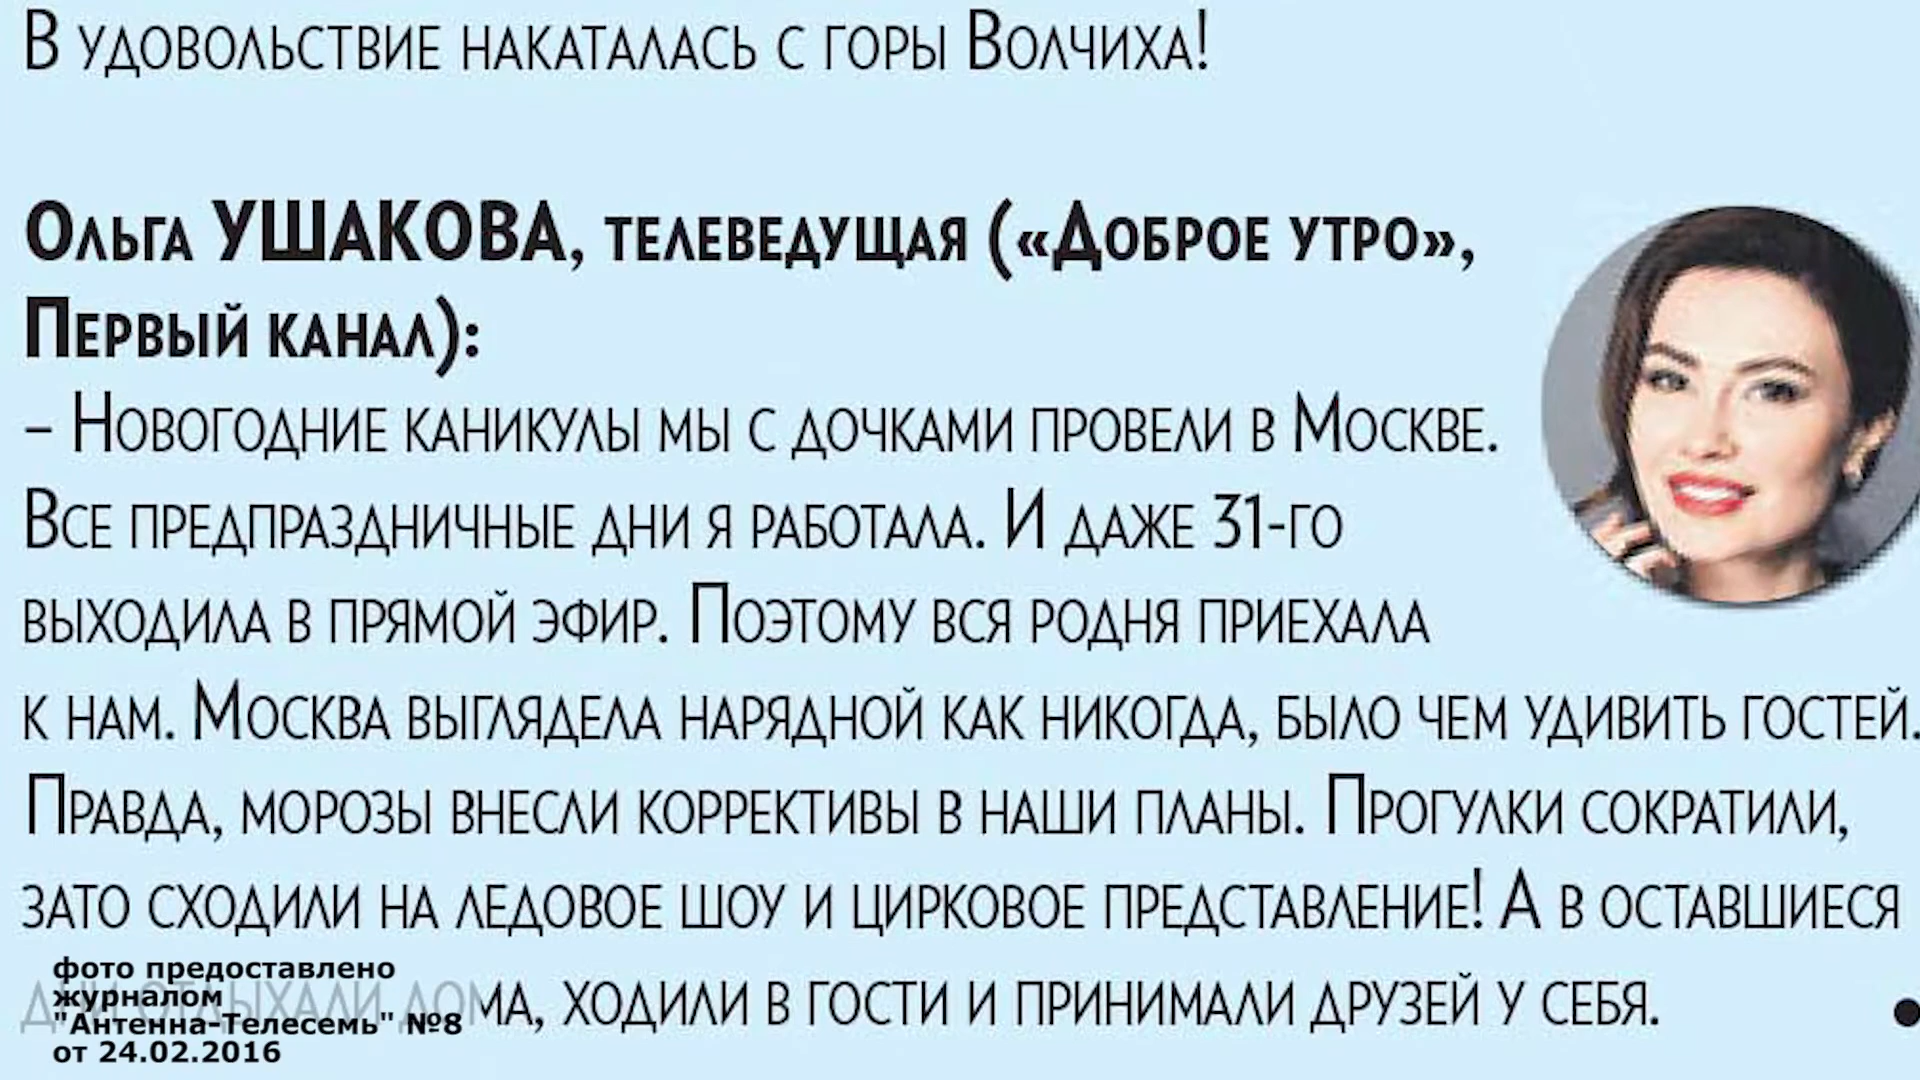 В удовольствие накаталась с горы Волчиха!
Ольга УШАКОВА, телеведущая («Доброе утро»,
Первый канал):
– Новогодние каникулы мы с дочками провели в Москве.
Все предпраздничные дни я работала. И даже 31-го
выходила в прямой эфир. Поэтому вся родня приехала
к нам. Москва выглядела нарядной как никогда, было чем удивить гостей.
Правда, морозы внесли коррективы в наши планы. Прогулки сократили,
зато сходили на ледовое шоу и цирковое представление! А в оставшиеся
дни отдыхали дома, ходили в гости и принимали друзей у себя.
фото предоставлено
журналом
"Антенна-Телесемь" №8
от 24.02.2016